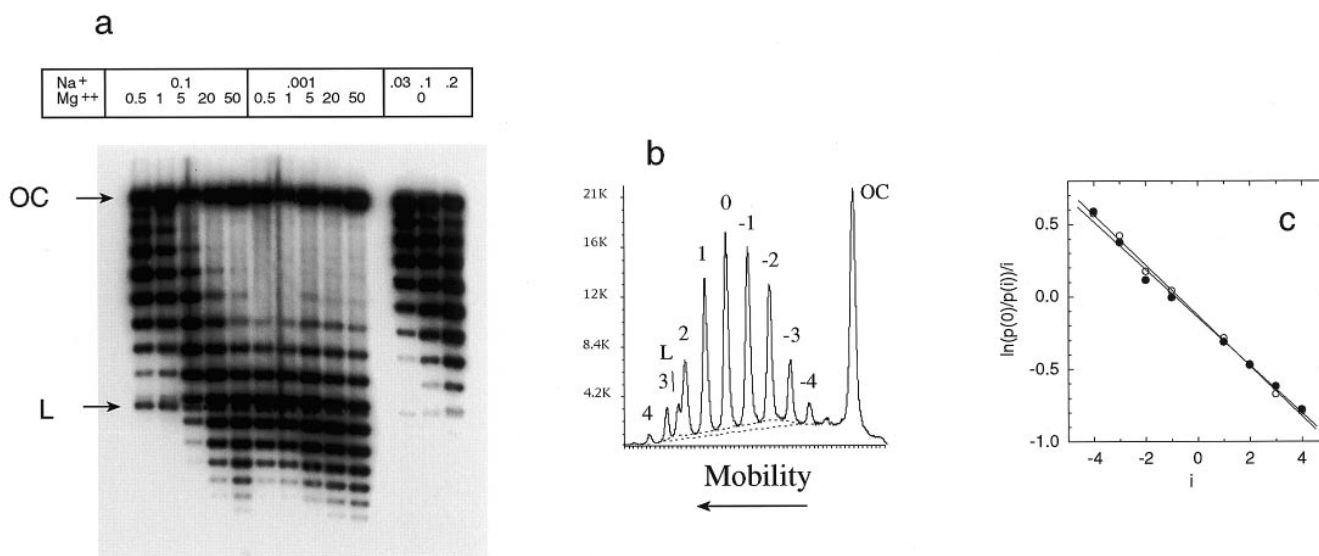 a
Na+ 0.1 .001 .03 .1 .2
Mg++ 0.5 1 5 20 50 0.5 1 5 20 50 0
OC
L
b
21K
16K
12K
8.4K
4.2K
OC
0
-1
1
-2
2
L
-3
3
-4
4
Mobility
c
ln(p(0)/p(i))/i
0.5
0.0
-0.5
-1.0
-4 -2 0 2 4
i